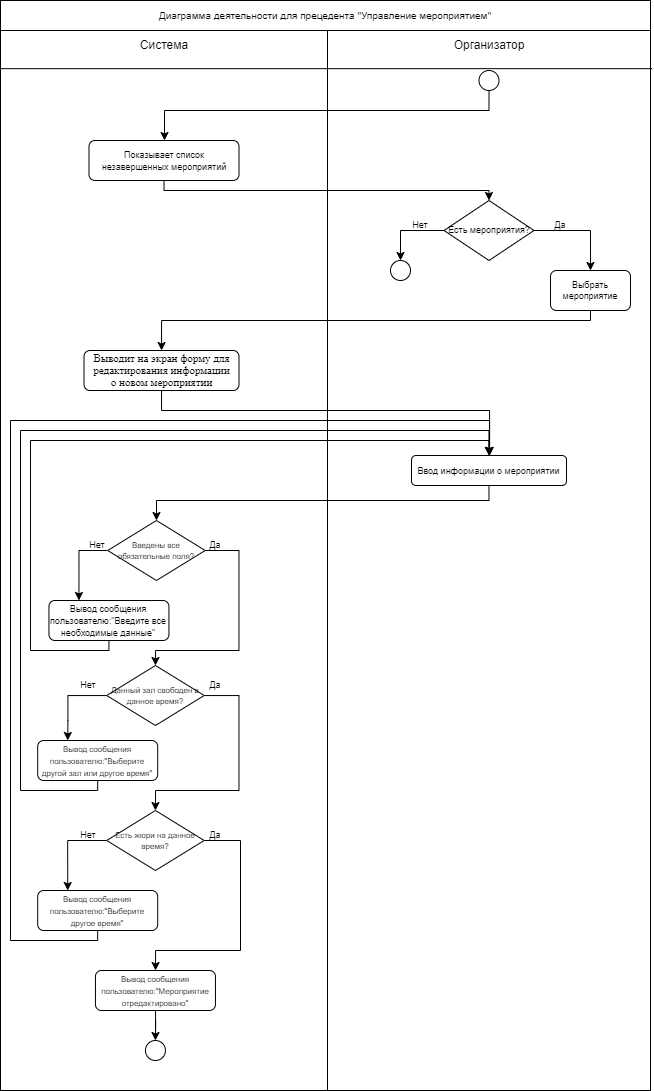 Диаграмма деятельности для прецедента "Управление мероприятием"
Система
Организатор
Показывает список
незавершенных мероприятий
Нет
Есть мероприятия?
Да
Выбрать
мероприятие
Выводит на экран форму для
редактирования информации
о новом мероприятии
Ввод информации о мероприятии
Нет
Введены все
обязательные поля?
Да
Вывод сообщения
пользователю:"Введите все
необходимые данные"
Нет
Данный зал свободен в
данное время?
Да
Вывод сообщения
пользователю:"Выберите
другой зал или другое время"
Нет
Есть жюри на данное
время?
Да
Вывод сообщения
пользователю:"Выберите
другое время"
Вывод сообщения
пользователю:"Мероприятие
отредактировано"